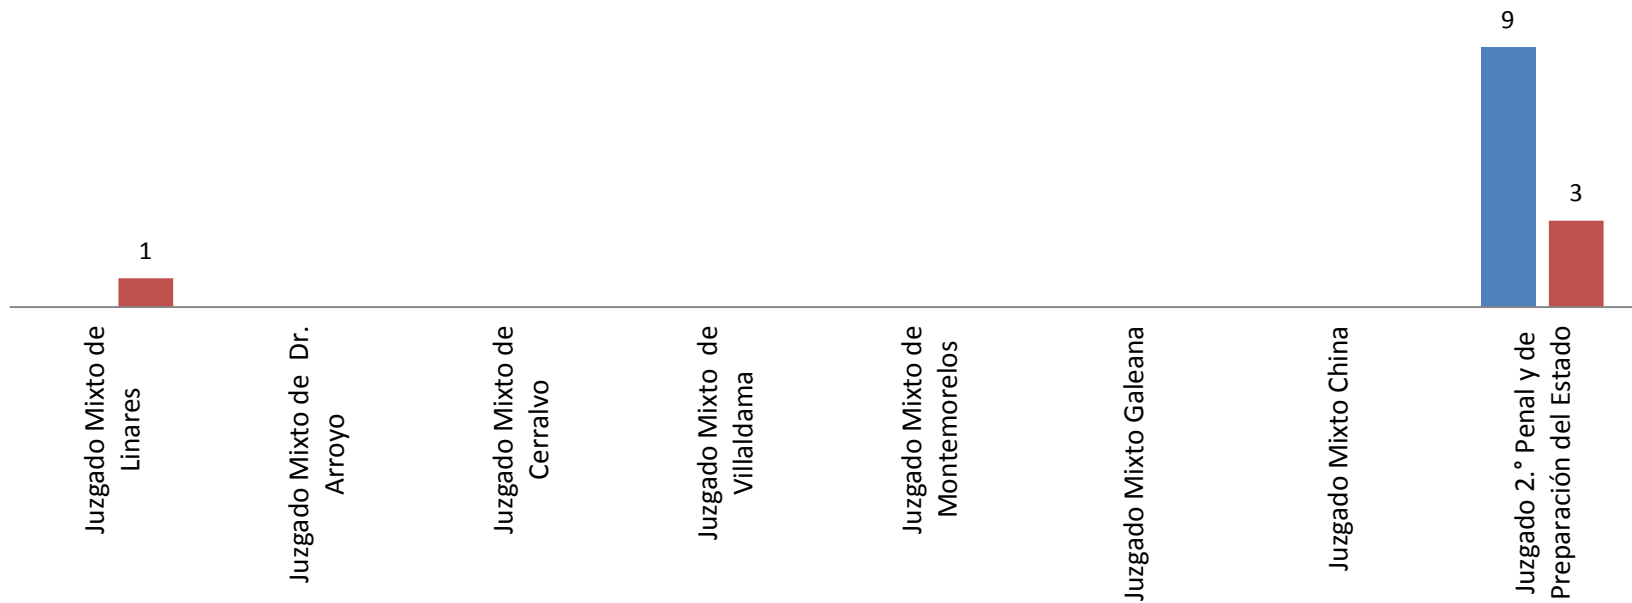 9
3
1
Juzgado Mixto de
Linares
Juzgado Mixto de  Dr.
Arroyo
Juzgado Mixto de
Cerralvo
Juzgado Mixto  de
Villaldama
Juzgado Mixto de
Montemorelos
Juzgado Mixto Galeana
Juzgado Mixto China
Juzgado 2.° Penal y de
Preparación del Estado